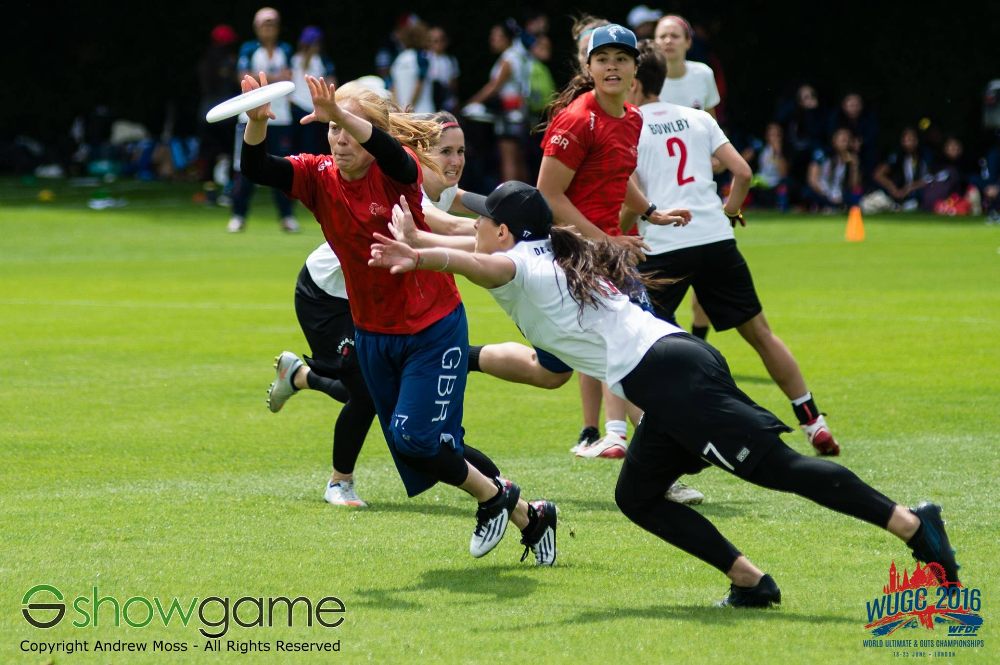 BOWLBY
2
GBR
17
CANADA
GBR
7
showgame
Copyright Andrew Moss - All Rights Reserved
WUGC 2016
WFDF
WORLD ULTIMATE & GUTS CHAMPIONSHIPS
18-25 JUNE • LONDON